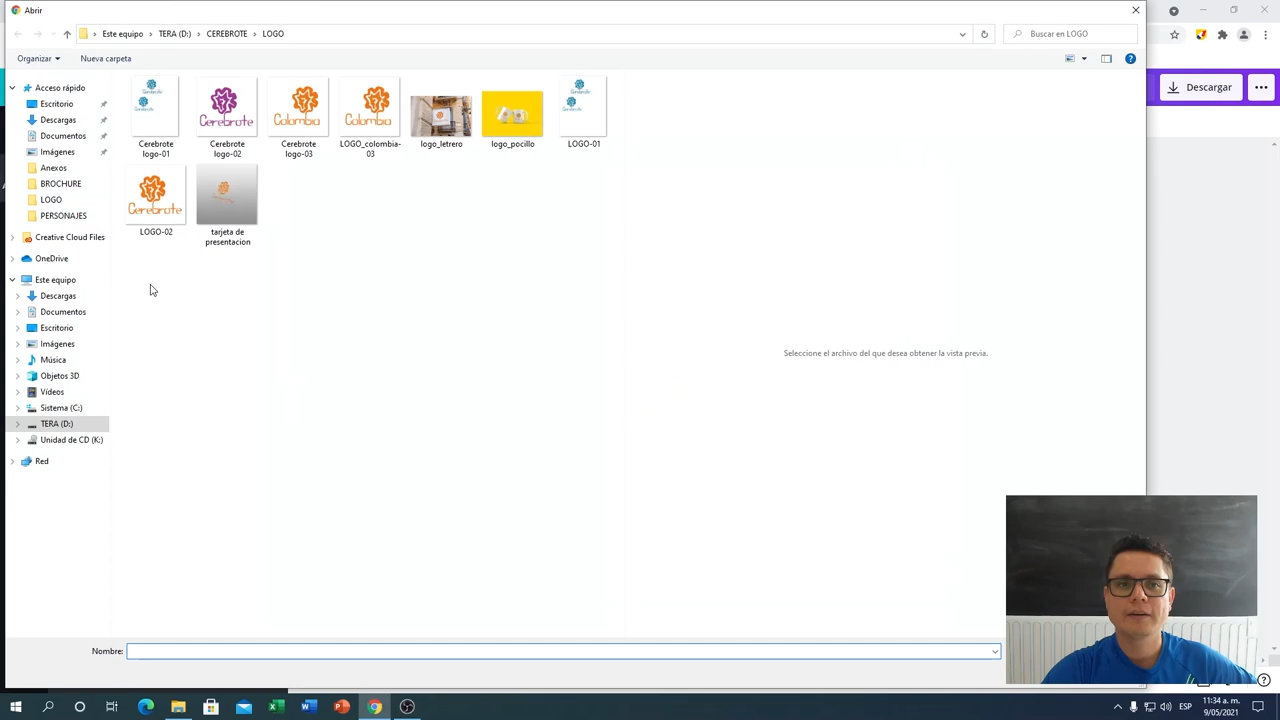 Abrir
Este equipo > TERA (D:) > CEREBROTE > LOGO
Buscar en LOGO
Organizar
Nueva carpeta
Descargar
Acceso rápido
Escritorio
Descargas
Documentos
Imágenes
Anexos
BROCHURE
LOGO
PERSONAJES
Creative Cloud Files
OneDrive
Este equipo
Descargas
Documentos
Escritorio
Imágenes
Música
Objetos 3D
Vídeos
Sistema (C:)
TERA (D:)
Unidad de CD (K:)
Red
Cerebrote
Colombia
Colombia
Cerebrote
logo-01
Cerebrote
logo-02
Cerebrote
logo-03
LOGO_colombia-
03
logo_letrero
logo_pocillo
LOGO-01
Cerebrote
LOGO-02
tarjeta de
presentacion
Seleccione el archivo del que desea obtener la vista previa.
Nombre:
ESP
11:34 a. m.
9/05/2021